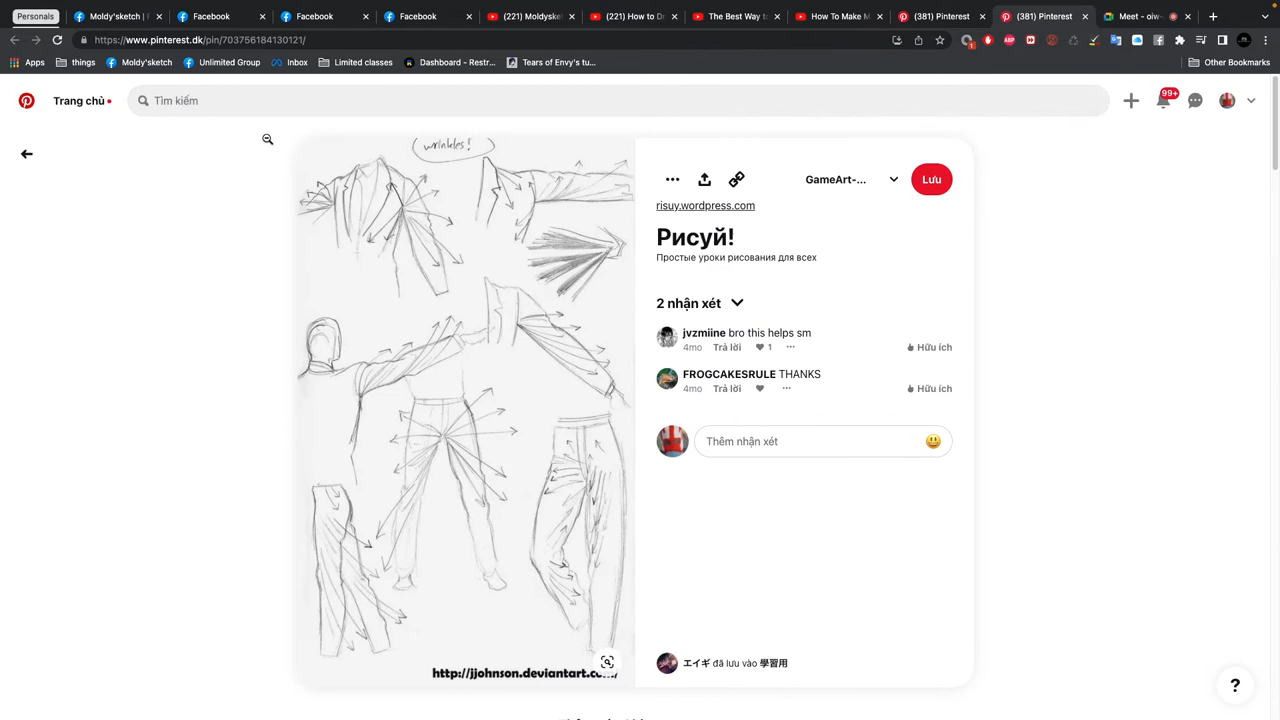 Personals
Moldy'sketch |
Facebook
Facebook
Facebook
(221) Moldysk
(221) How to Dr
The Best Way to
How To Make M
(381) Pinterest
(381) Pinterest
Meet - oiw-
https://www.pinterest.dk/pin/703756184130121/
1
ABP
Apps
things
Moldy'sketch
Unlimited Group
Inbox
Limited classes
Dashboard - Restr...
Tears of Envy's tu...
Other Bookmarks
Trang chủ
Tìm kiếm
99+
wrinkles!
GameArt-...
Lưu
risuy.wordpress.com
Рисуй!
Простые уроки рисования для всех
2 nhận xét
jvzmiine bro this helps sm
4mo Trả lời 1 ... Hữu ích
FROGCAKESRULE THANKS
4mo Trả lời ... Hữu ích
Thêm nhận xét
エイギ đã lưu vào 學習用
http://jjohnson.deviantart.com/
?